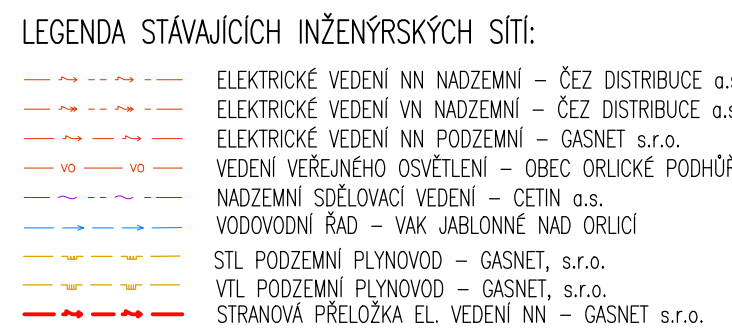 LEGENDA STÁVAJÍCÍCH INŽENÝRSKÝCH SÍTÍ:
ELEKTRICKÉ VEDENÍ NN NADZEMNÍ – ČEZ DISTRIBUCE a.s
ELEKTRICKÉ VEDENÍ VN NADZEMNÍ – ČEZ DISTRIBUCE a.s
ELEKTRICKÉ VEDENÍ NN PODZEMNÍ – GASNET s.r.o.
VO VO VEDENÍ VEŘEJNÉHO OSVĚTLENÍ – OBEC ORLICKÉ PODHŮŘ
NADZEMNÍ SDĚLOVACÍ VEDENÍ – CETIN a.s.
VODOVODNÍ ŘAD – VAK JABLONNÉ NAD ORLICÍ
STL PODZEMNÍ PLYNOVOD – GASNET, s.r.o.
VTL PODZEMNÍ PLYNOVOD – GASNET, s.r.o.
STRANOVÁ PŘELOŽKA EL. VEDENÍ NN – GASNET s.r.o.